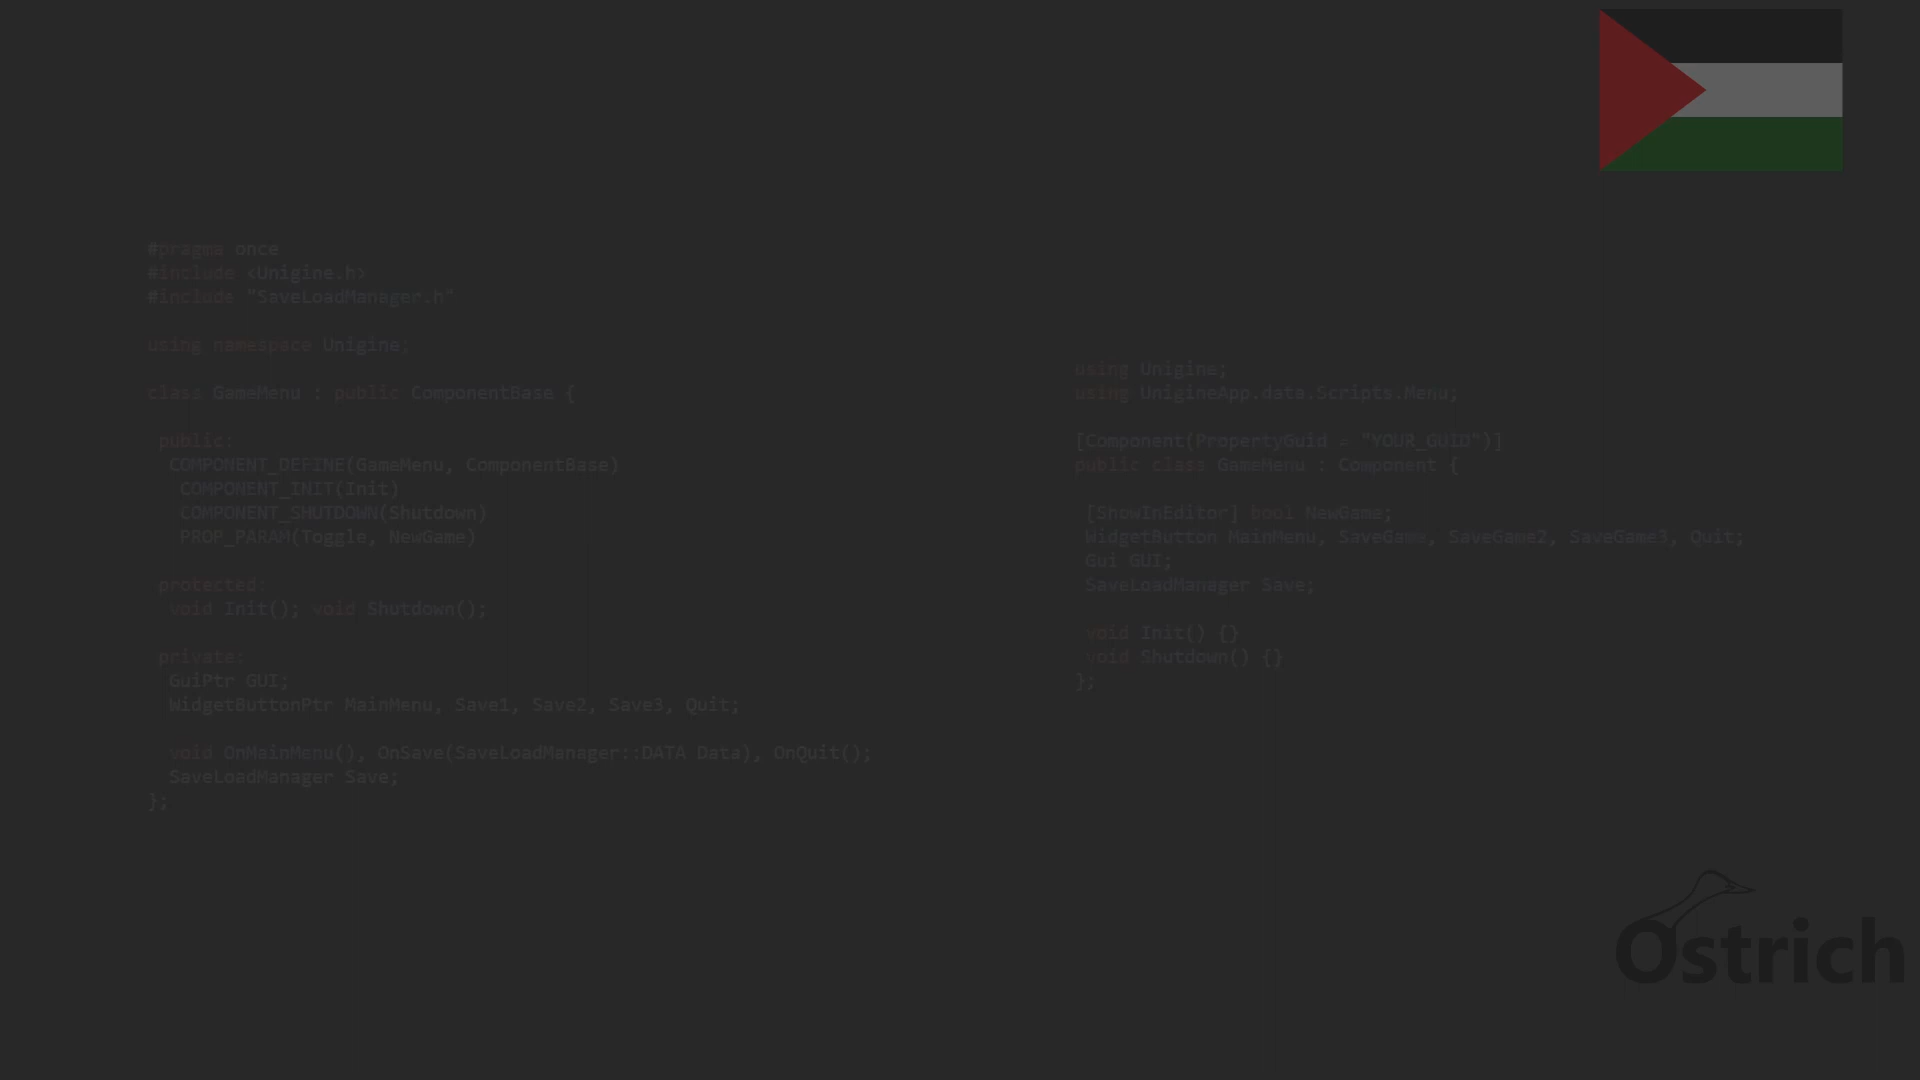 #pragma once
#include <Unigine.h>
#include "SaveLoadManager.h"
using namespace Unigine;
class GameMenu : public ComponentBase {
public:
COMPONENT_DEFINE(GameMenu, ComponentBase)
COMPONENT_INIT(Init)
COMPONENT_SHUTDOWN(Shutdown)
PROP_PARAM(Toggle, NewGame)
protected:
void Init(); void Shutdown();
private:
GuiPtr GUI;
WidgetButtonPtr MainMenu, Save1, Save2, Save3, Quit;
void OnMainMenu(), OnSave(SaveLoadManager::DATA Data), OnQuit();
SaveLoadManager Save;
};
using Unigine;
using UnigineApp.data.Scripts.Menu;
[Component(PropertyGuid = "YOUR_GUID")]
public class GameMenu : Component {
[ShowInEditor] bool NewGame;
WidgetButton MainMenu, SaveGame, SaveGame2, SaveGame3, Quit;
Gui GUI;
SaveLoadManager Save;
void Init() {}
void Shutdown() {}
};
Ostrich